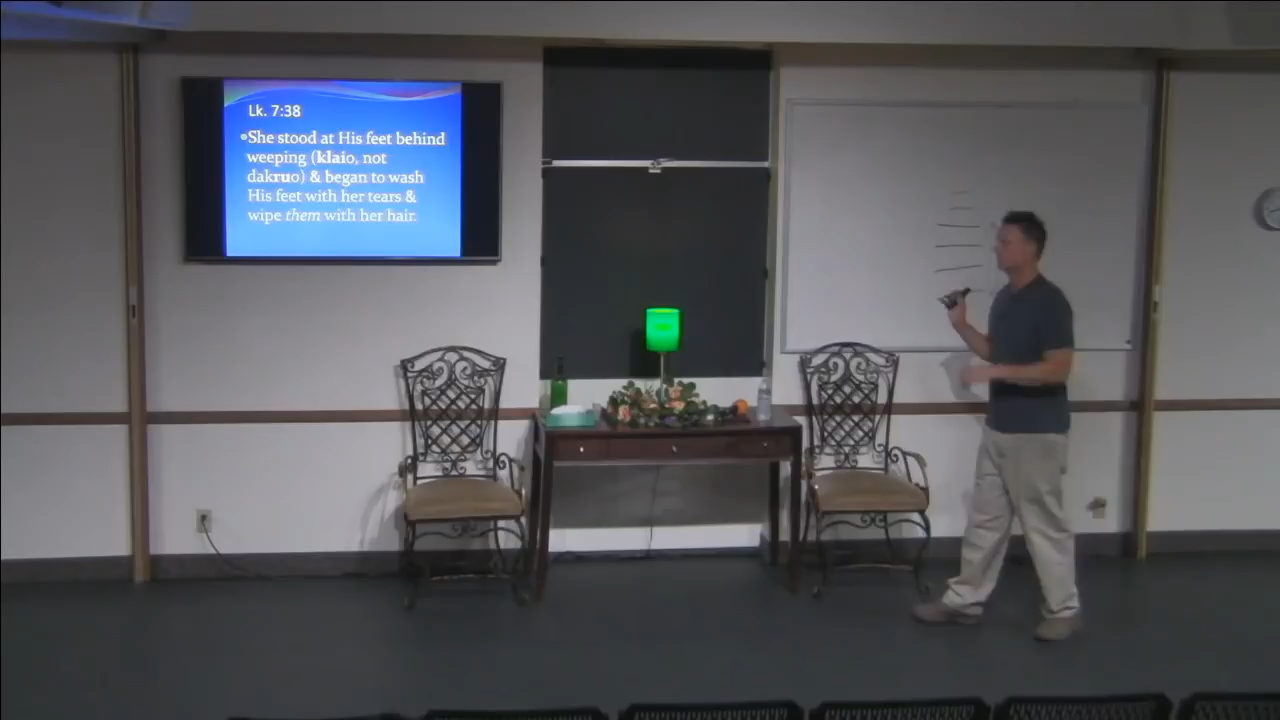 Lk. 7:38
•She stood at His feet behind
weeping (klaio, not
dakruo) & began to wash
His feet with her tears &
wipe them with her hair.